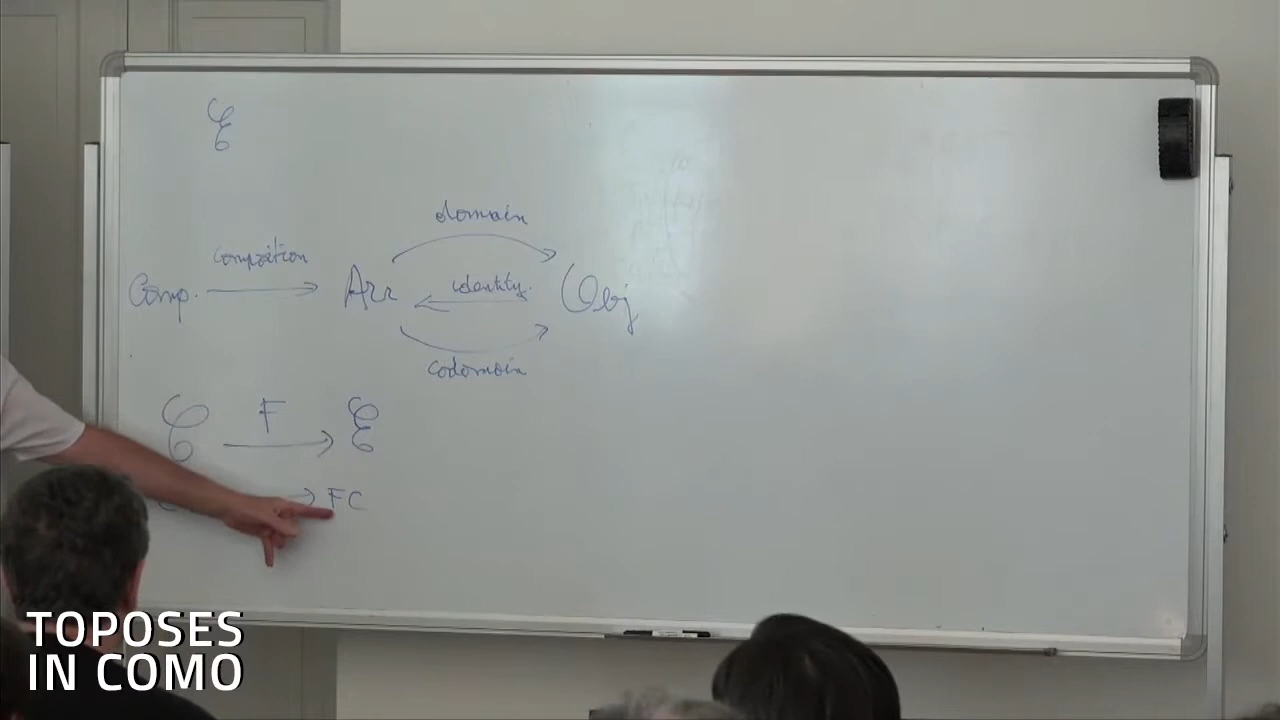 ℰ
domain
composition
Comp. → Arr identity. Obj
codomain
𝒞 F → ℰ
→ FC
TOPOSES
IN COMO